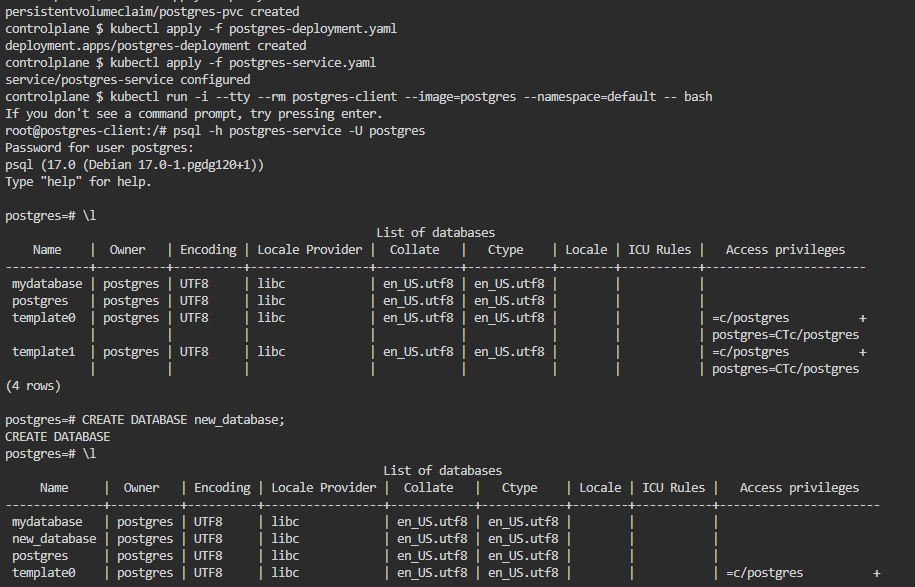 persistentvolumeclaim/postgres-pvc created
controlplane $ kubectl apply -f postgres-deployment.yaml
deployment.apps/postgres-deployment created
controlplane $ kubectl apply -f postgres-service.yaml
service/postgres-service configured
controlplane $ kubectl run -i --tty --rm postgres-client --image=postgres --namespace=default -- bash
If you don't see a command prompt, try pressing enter.
root@postgres-client:/# psql -h postgres-service -U postgres
Password for user postgres:
psql (17.0 (Debian 17.0-1.pgdg120+1))
Type "help" for help.

postgres=# \l
                                                     List of databases
    Name    |  Owner   | Encoding | Locale Provider |  Collate   |   Ctype    | Locale | ICU Rules |   Access privileges
------------+----------+----------+-----------------+------------+------------+--------+-----------+-----------------------
 mydatabase | postgres | UTF8     | libc            | en_US.utf8 | en_US.utf8 |        |           |
 postgres   | postgres | UTF8     | libc            | en_US.utf8 | en_US.utf8 |        |           |
 template0  | postgres | UTF8     | libc            | en_US.utf8 | en_US.utf8 |        |           | =c/postgres          +
            |          |          |                 |            |            |        |           | postgres=CTc/postgres
 template1  | postgres | UTF8     | libc            | en_US.utf8 | en_US.utf8 |        |           | =c/postgres          +
            |          |          |                 |            |            |        |           | postgres=CTc/postgres
(4 rows)

postgres=# CREATE DATABASE new_database;
CREATE DATABASE
postgres=# \l
                                                      List of databases
     Name     |  Owner   | Encoding | Locale Provider |  Collate   |   Ctype    | Locale | ICU Rules |   Access privileges
--------------+----------+----------+-----------------+------------+------------+--------+-----------+-----------------------
 mydatabase   | postgres | UTF8     | libc            | en_US.utf8 | en_US.utf8 |        |           |
 new_database | postgres | UTF8     | libc            | en_US.utf8 | en_US.utf8 |        |           |
 postgres     | postgres | UTF8     | libc            | en_US.utf8 | en_US.utf8 |        |           |
 template0    | postgres | UTF8     | libc            | en_US.utf8 | en_US.utf8 |        |           | =c/postgres          +